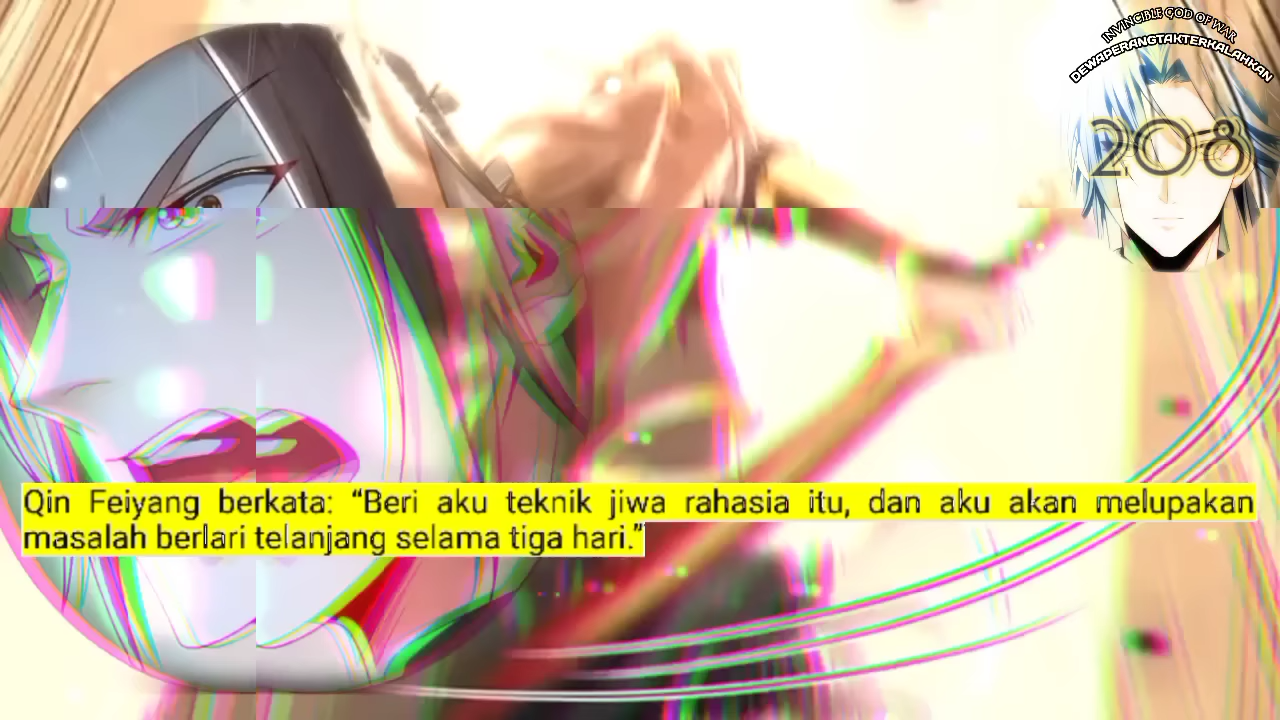 INVINCIBLE GOD OF WAR
DEWAPERANGTAKTERKALAHKAN
208
Qin Feiyang berkata: “Beri aku teknik jiwa rahasia itu, dan aku akan melupakan
masalah berlari telanjang selama tiga hari.”